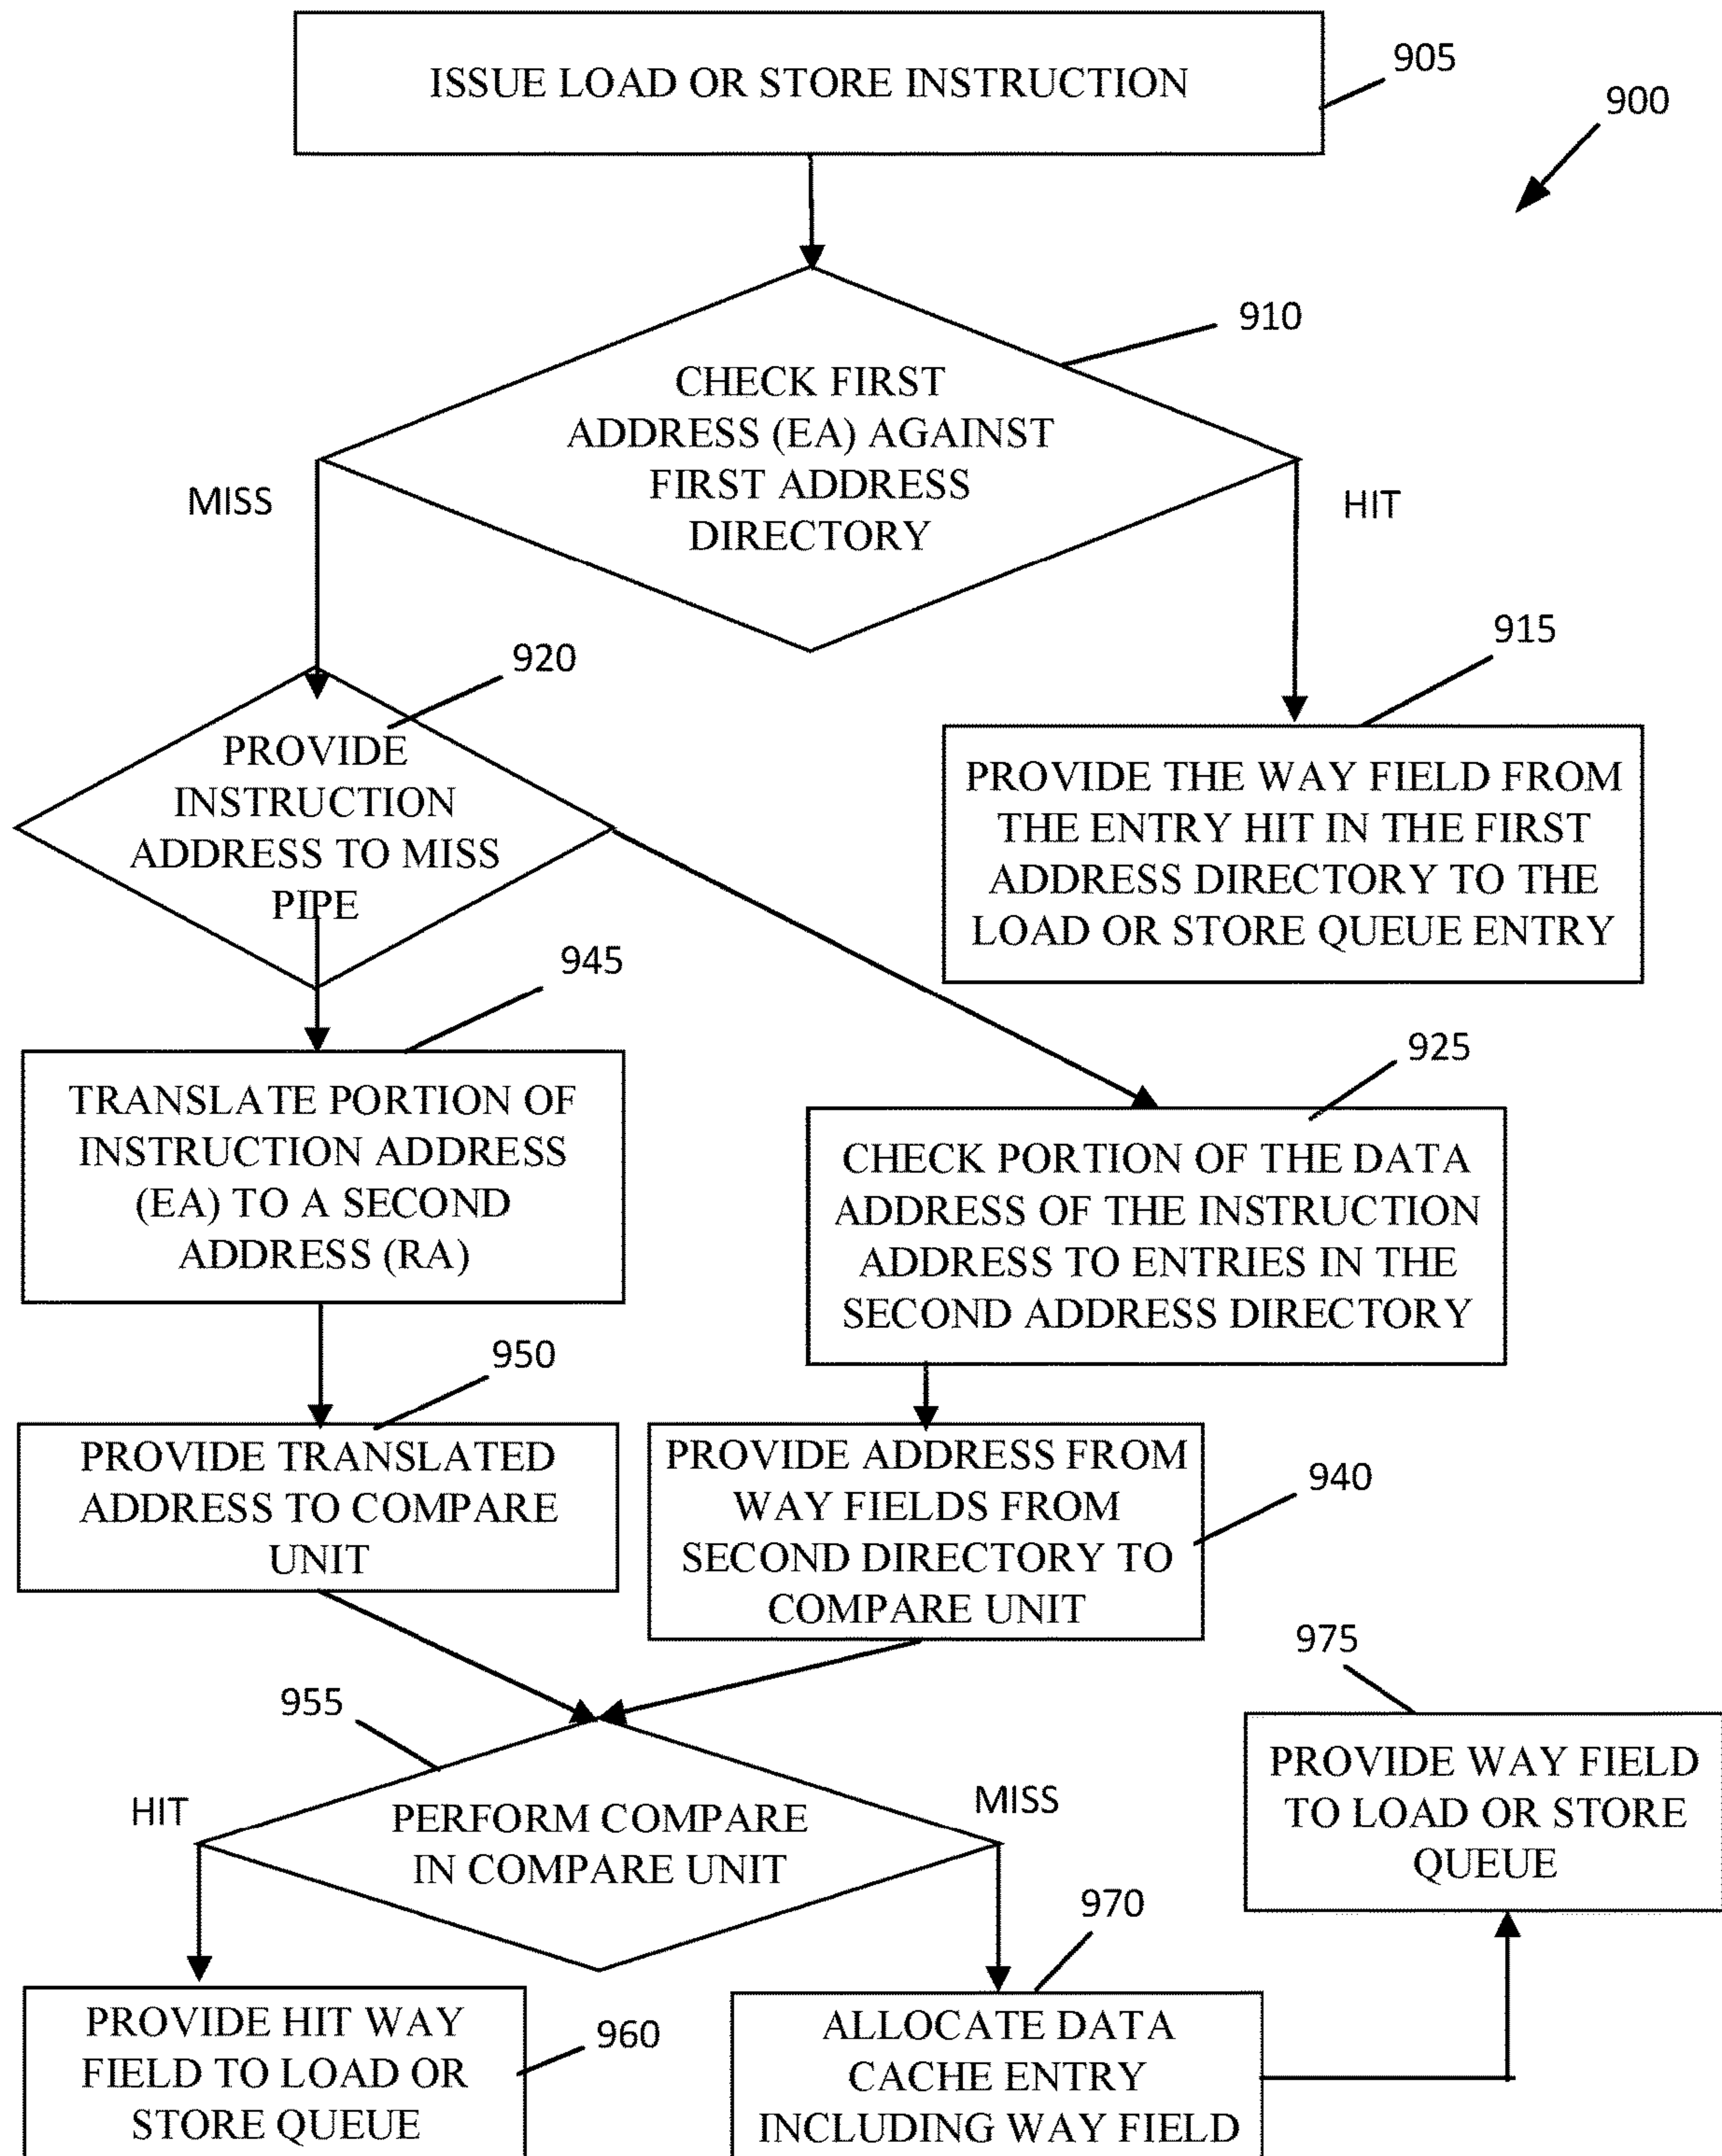 ISSUE LOAD OR STORE INSTRUCTION
905
900
910
CHECK FIRST
ADDRESS (EA) AGAINST
FIRST ADDRESS
DIRECTORY
MISS
HIT
920
915
PROVIDE
INSTRUCTION
ADDRESS TO MISS
PIPE
PROVIDE THE WAY FIELD FROM
THE ENTRY HIT IN THE FIRST
ADDRESS DIRECTORY TO THE
LOAD OR STORE QUEUE ENTRY
945
925
TRANSLATE PORTION OF
INSTRUCTION ADDRESS
(EA) TO A SECOND
ADDRESS (RA)
CHECK PORTION OF THE DATA
ADDRESS OF THE INSTRUCTION
ADDRESS TO ENTRIES IN THE
SECOND ADDRESS DIRECTORY
950
PROVIDE TRANSLATED
ADDRESS TO COMPARE
UNIT
PROVIDE ADDRESS FROM
WAY FIELDS FROM
SECOND DIRECTORY TO
COMPARE UNIT
940
955
975
HIT
PERFORM COMPARE
IN COMPARE UNIT
MISS
PROVIDE WAY FIELD
TO LOAD OR STORE
QUEUE
970
PROVIDE HIT WAY
FIELD TO LOAD OR
STORE QUEUE
960
ALLOCATE DATA
CACHE ENTRY
INCLUDING WAY FIELD